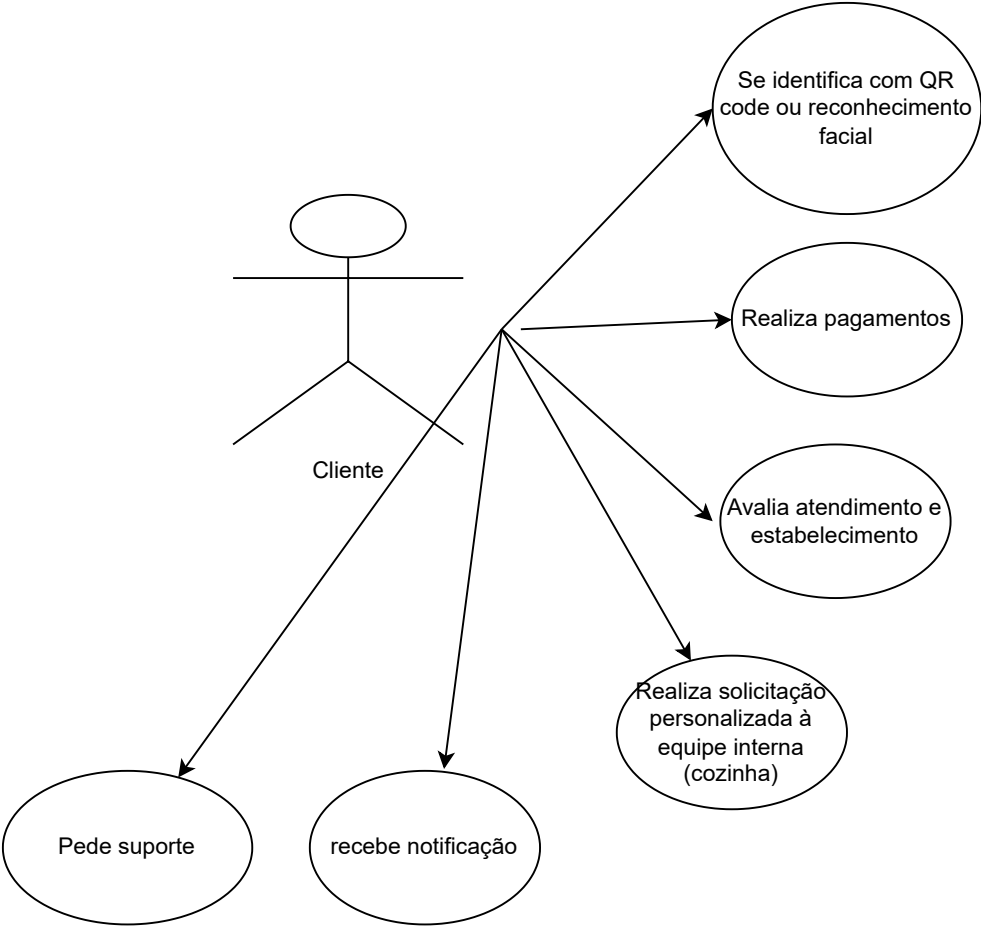 Se identifica com QR
code ou reconhecimento
facial
Realiza pagamentos
Cliente
Avalia atendimento e
estabelecimento
Realiza solicitação
personalizada à
equipe interna
(cozinha)
Pede suporte
recebe notificação